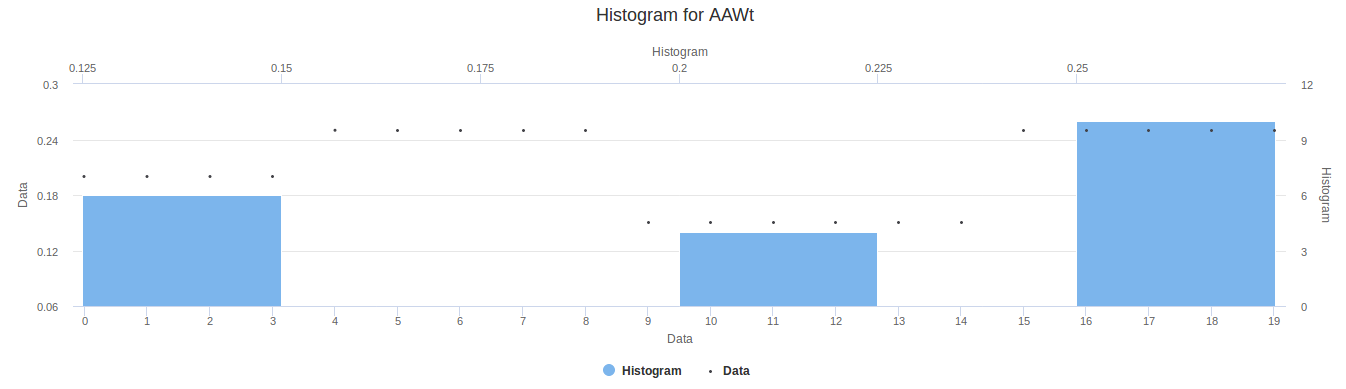 Histogram for AAWt
Histogram
0.125 0.15 0.175 0.2 0.225 0.25
0.3 12
0.24 9
0.18 6
0.12 3
0.06 0
Data
Histogram
0 1 2 3 4 5 6 7 8 9 10 11 12 13 14 15 16 17 18 19
Data
Histogram Data